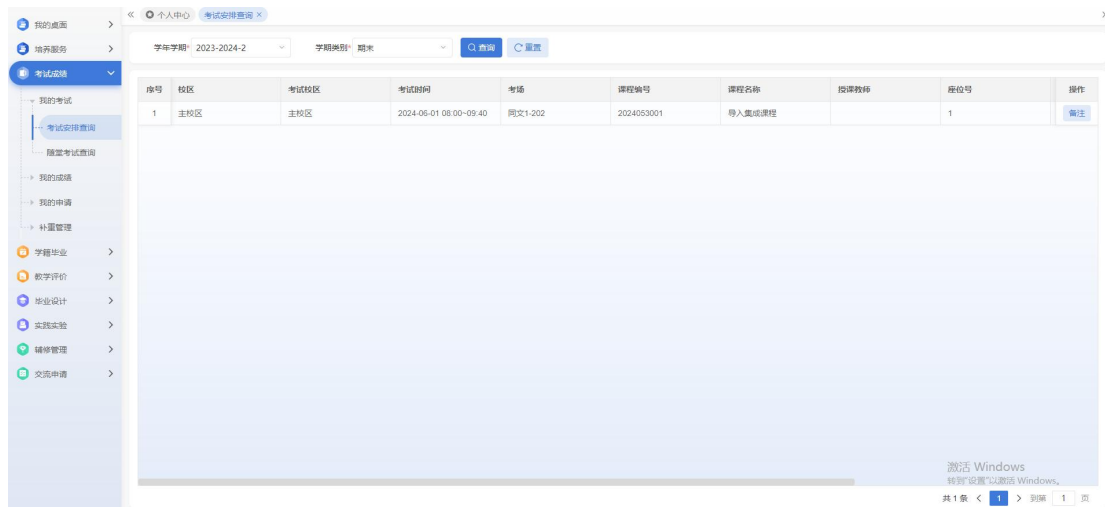 我的桌面
培养服务
考试成绩
我的考试
考试安排查询
随堂考试查询
我的成绩
我的申请
补重管理
学籍毕业
教学评价
毕业设计
实践实验
辅修管理
交流申请
个人中心 考试安排查询 ×
学年学期* 2023-2024-2 学期类别* 期末 查询 重置
序号 校区 考试校区 考试时间 考场 课程编号 课程名称 授课教师 座位号 操作
1 主校区 主校区 2024-06-01 08:00~09:40 同文1-202 2024053001 导入集成课程 1 备注
激活 Windows
转到"设置"以激活 Windows。
共 1 条 1 到第 1 页